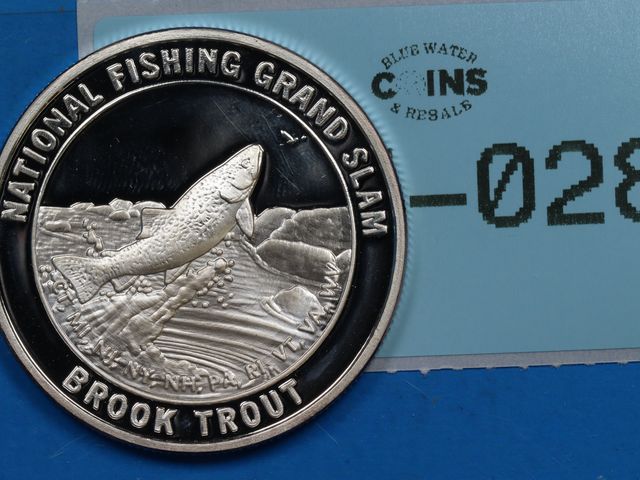 NATIONAL FISHING GRAND SLAM
CT, MI, NJ, NY, NH, PA, RI, VT, VA, WV
BROOK TROUT
BLUE WATER
COINS
& RESALE
-028